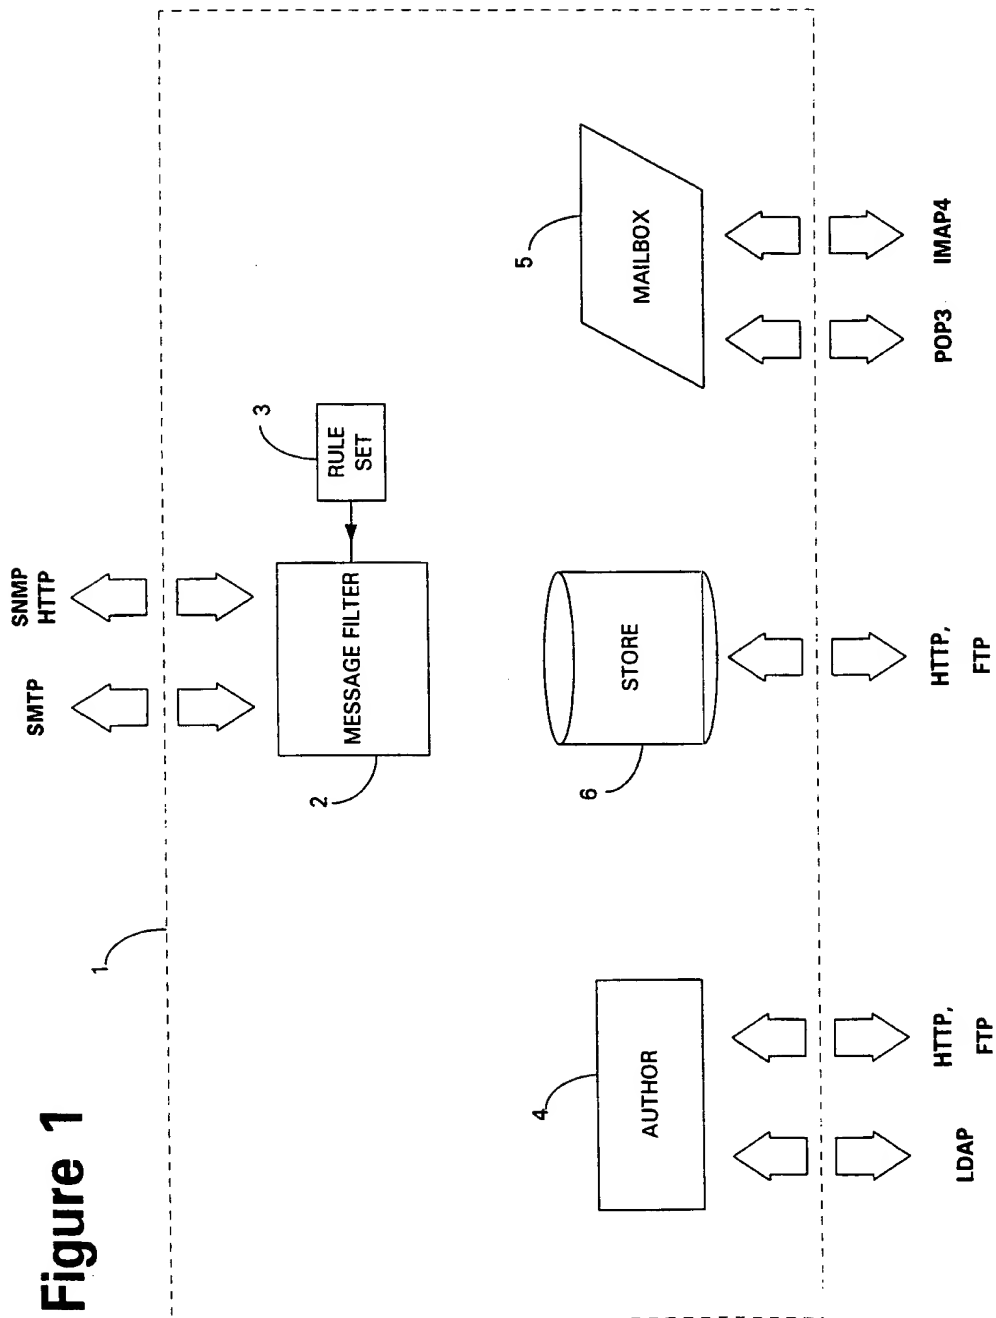 Figure 1
SMTP
SNMP
HTTP
1
2
MESSAGE FILTER
3
RULE
SET
4
AUTHOR
6
STORE
5
MAILBOX
LDAP
HTTP,
FTP
HTTP,
FTP
POP3
IMAP4